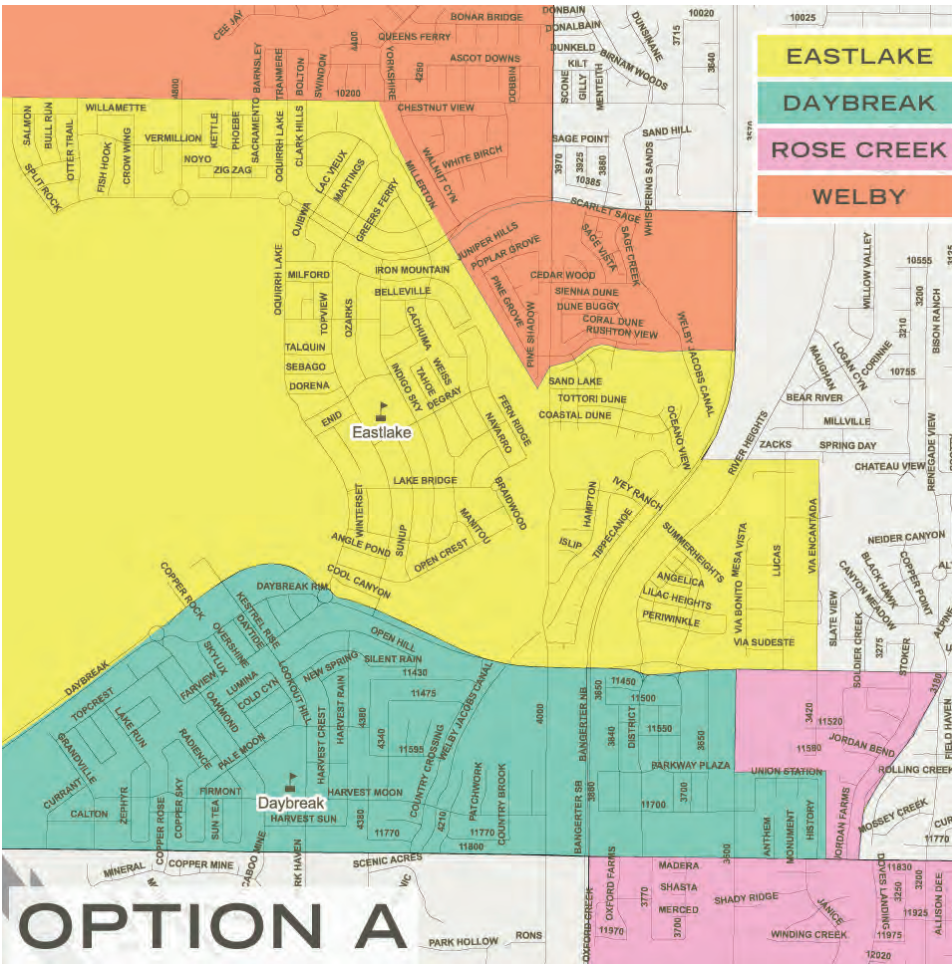 EASTLAKE
DAYBREAK
ROSE CREEK
WELBY
CEE JAY
BONAR BRIDGE
DONBAIN
10020
10025
DONALBAIN
DUNSINANE
3715
QUEENS FERRY
4400
DUNKELD
3640
BARNSLEY
TRANMERE
BOLTON
SWINDON
YORKSHIRE
4260
ASCOT DOWNS
DOBBIN
KILT
BIRNAM WOODS
SCONE
GILLY
MENTEITH
4800
10200
SALMON
BULL RUN
OTTER TRAIL
WILLAMETTE
CHESTNUT VIEW
KETTLE
PHOEBE
SACRAMENTO
OQUIRRH LAKE
CLARK HILLS
VERMILLION
SAGE POINT
SAND HILL
3570
FISH HOOK
CROW WING
NOYO
ZIG ZAG
LAC VIEUX
MARTINGS
MILLERTON
WALNUT CYN
WHITE BIRCH
3970
3925
3880
10385
WHISPERING SANDS
SPLIT ROCK
OJIBWA
GREERS FERRY
SCARLET SAGE
SAGE VISTA
SAGE CREEK
JUNIPER HILLS
POPLAR GROVE
WILLOW VALLEY
10555
OQUIRRH LAKE
MILFORD
IRON MOUNTAIN
CEDAR WOOD
BELLEVILLE
PINE GROVE
SIENNA DUNE
DUNE BUGGY
3200
BISON RANCH
TOPVIEW
OZARKS
CACHUMA
PINE SHADOW
CORAL DUNE
RUSHTON VIEW
WELBY JACOBS CANAL
3210
TALQUIN
SEBAGO
DORENA
WEISS
TAHOE
INDIGO SKY
DEGRAY
MAUGHAN
LOGAN CYN
CORINNE
10755
SAND LAKE
TOTTORI DUNE
COASTAL DUNE
BEAR RIVER
ENID
Eastlake
FERN RIDGE
NAVARRO
OCEANO VIEW
RIVER HEIGHTS
MILLVILLE
ZACKS
SPRING DAY
CHATEAU VIEW
RENEGADE VIEW
LAKE BRIDGE
BRAIDWOOD
WINTERSET
SUNUP
MANITOU
HAMPTON
IVEY RANCH
ISLIP
TIPPECANOE
SUMMERHEIGHTS
MESA VISTA
LUCAS
VIA ENCANTADA
ANGLE POND
OPEN CREST
NEIDER CANYON
COOL CANYON
ANGELICA
LILAC HEIGHTS
PERIWINKLE
VIA BONITO
VIA SUDESTE
BLACK HAWK
COPPER POINT
CANYON MEADOW
SLATE VIEW
SOLDIER CREEK
3275
STOKER
COPPER ROCK
DAYBREAK RIM
KESTREL RISE
DAYTIDE
OVERSHINE
SKYLUX
OPEN HILL
DAYBREAK
FARVIEW
LUMINA
COLD CYN
LOOKOUT HILL
NEW SPRING
SILENT RAIN
11430
11475
TOPCREST
OAKMOND
LAKE RUN
HARVEST CREST
HARVEST RAIN
4380
4340
11595
COUNTRY CROSSING
WELBY JACOBS CANAL
4000
BANGERTER NB
3650
11450
11500
3840
DISTRICT
11550
3650
3180
3420
11520
11580
JORDAN BEND
FIELD HAVEN
GRANDVILLE
RADIENCE
PALE MOON
PARKWAY PLAZA
UNION STATION
ROLLING CREEK
CURRANT
CALTON
ZEPHYR
COPPER ROSE
COPPER SKY
SUN TEA
FIRMONT
Daybreak
HARVEST MOON
HARVEST SUN
4380
11770
4210
PATCHWORK
COUNTRY BROOK
11770
11800
BANGERTER SB
3880
3700
11700
ANTHEM
MONUMENT
HISTORY
JORDAN FARMS
MOSSEY CREEK
11770
MINERAL
COPPER MINE
SCENIC ACRES
3600
MADERA
OXFORD FARMS
3770
SHASTA
MERCED
3700
11970
SHADY RIDGE
JANICE
WINDING CREEK
DOVES LANDING
11830
3250
3200
11925
11975
ALLISON DEE
12020
OPTION A
PARK HOLLOW
RONS
OXFORD CREEK